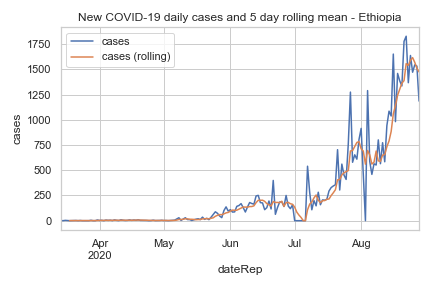 New COVID-19 daily cases and 5 day rolling mean - Ethiopia
cases
cases (rolling)
1750
1500
1250
1000
750
500
250
0
cases
Apr
2020
May
Jun
Jul
Aug
dateRep